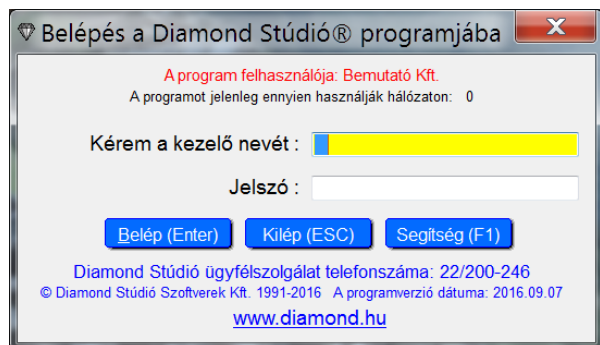 Belépés a Diamond Stúdió® programjába
A program felhasználója: Bemutató Kft.
A programot jelenleg ennyien használják hálózaton: 0
Kérem a kezelő nevét :
Jelszó :
Belép (Enter) Kilép (ESC) Segítség (F1)
Diamond Stúdió ügyfélszolgálat telefonszáma: 22/200-246
© Diamond Stúdió Szoftverek Kft. 1991-2016 A programverzió dátuma: 2016.09.07
www.diamond.hu